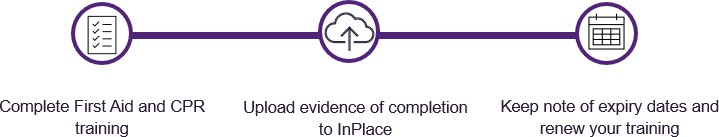 Complete First Aid and CPR
training
Upload evidence of completion
to InPlace
Keep note of expiry dates and
renew your training